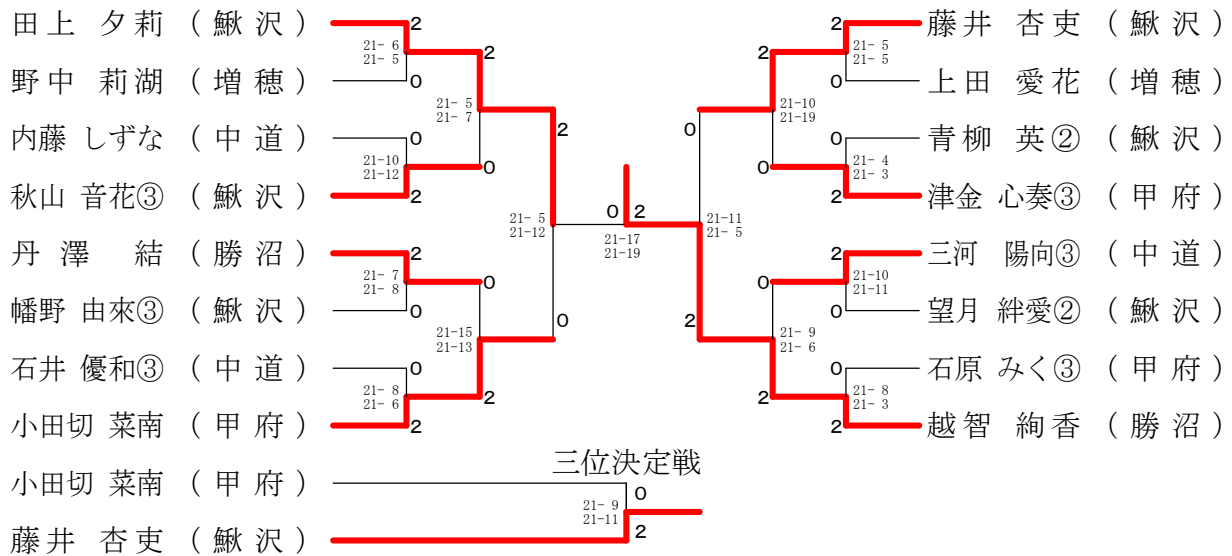 田上 夕莉 ( 鰍 沢 ) 2 2 藤井 杏吏 ( 鰍 沢 )
21- 6 21- 5 2 2 21- 5 21- 5
野中 莉湖 ( 増 穂 ) 0 0 上田 愛花 ( 増 穂 )
21- 5 21- 7 2 0 21-10 21-19
内藤 しずな ( 中 道 ) 0 0 青柳 英② ( 鰍 沢 )
21-10 21-12 0 0 21- 4 21- 3
秋山 音花③ ( 鰍 沢 ) 2 2 津金 心奏③ ( 甲 府 )
21- 5 21-12 0 2 21-17 21-19 21-11 21- 5
丹 澤 結 ( 勝 沼 ) 2 2 三河 陽向③ ( 中 道 )
21- 7 21- 8 0 0 21-10 21-11
幡野 由來③ ( 鰍 沢 ) 0 0 望月 絆愛② ( 鰍 沢 )
21-15 21-13 0 2 21- 9 21- 6
石井 優和③ ( 中 道 ) 0 0 石原 みく③ ( 甲 府 )
21- 8 21- 6 2 2 21- 8 21- 3
小田切 菜南 ( 甲 府 ) 2 2 越智 絢香 ( 勝 沼 )
三位決定戦
小田切 菜南 ( 甲 府 ) 0
21- 9 21-11
藤井 杏吏 ( 鰍 沢 ) 2